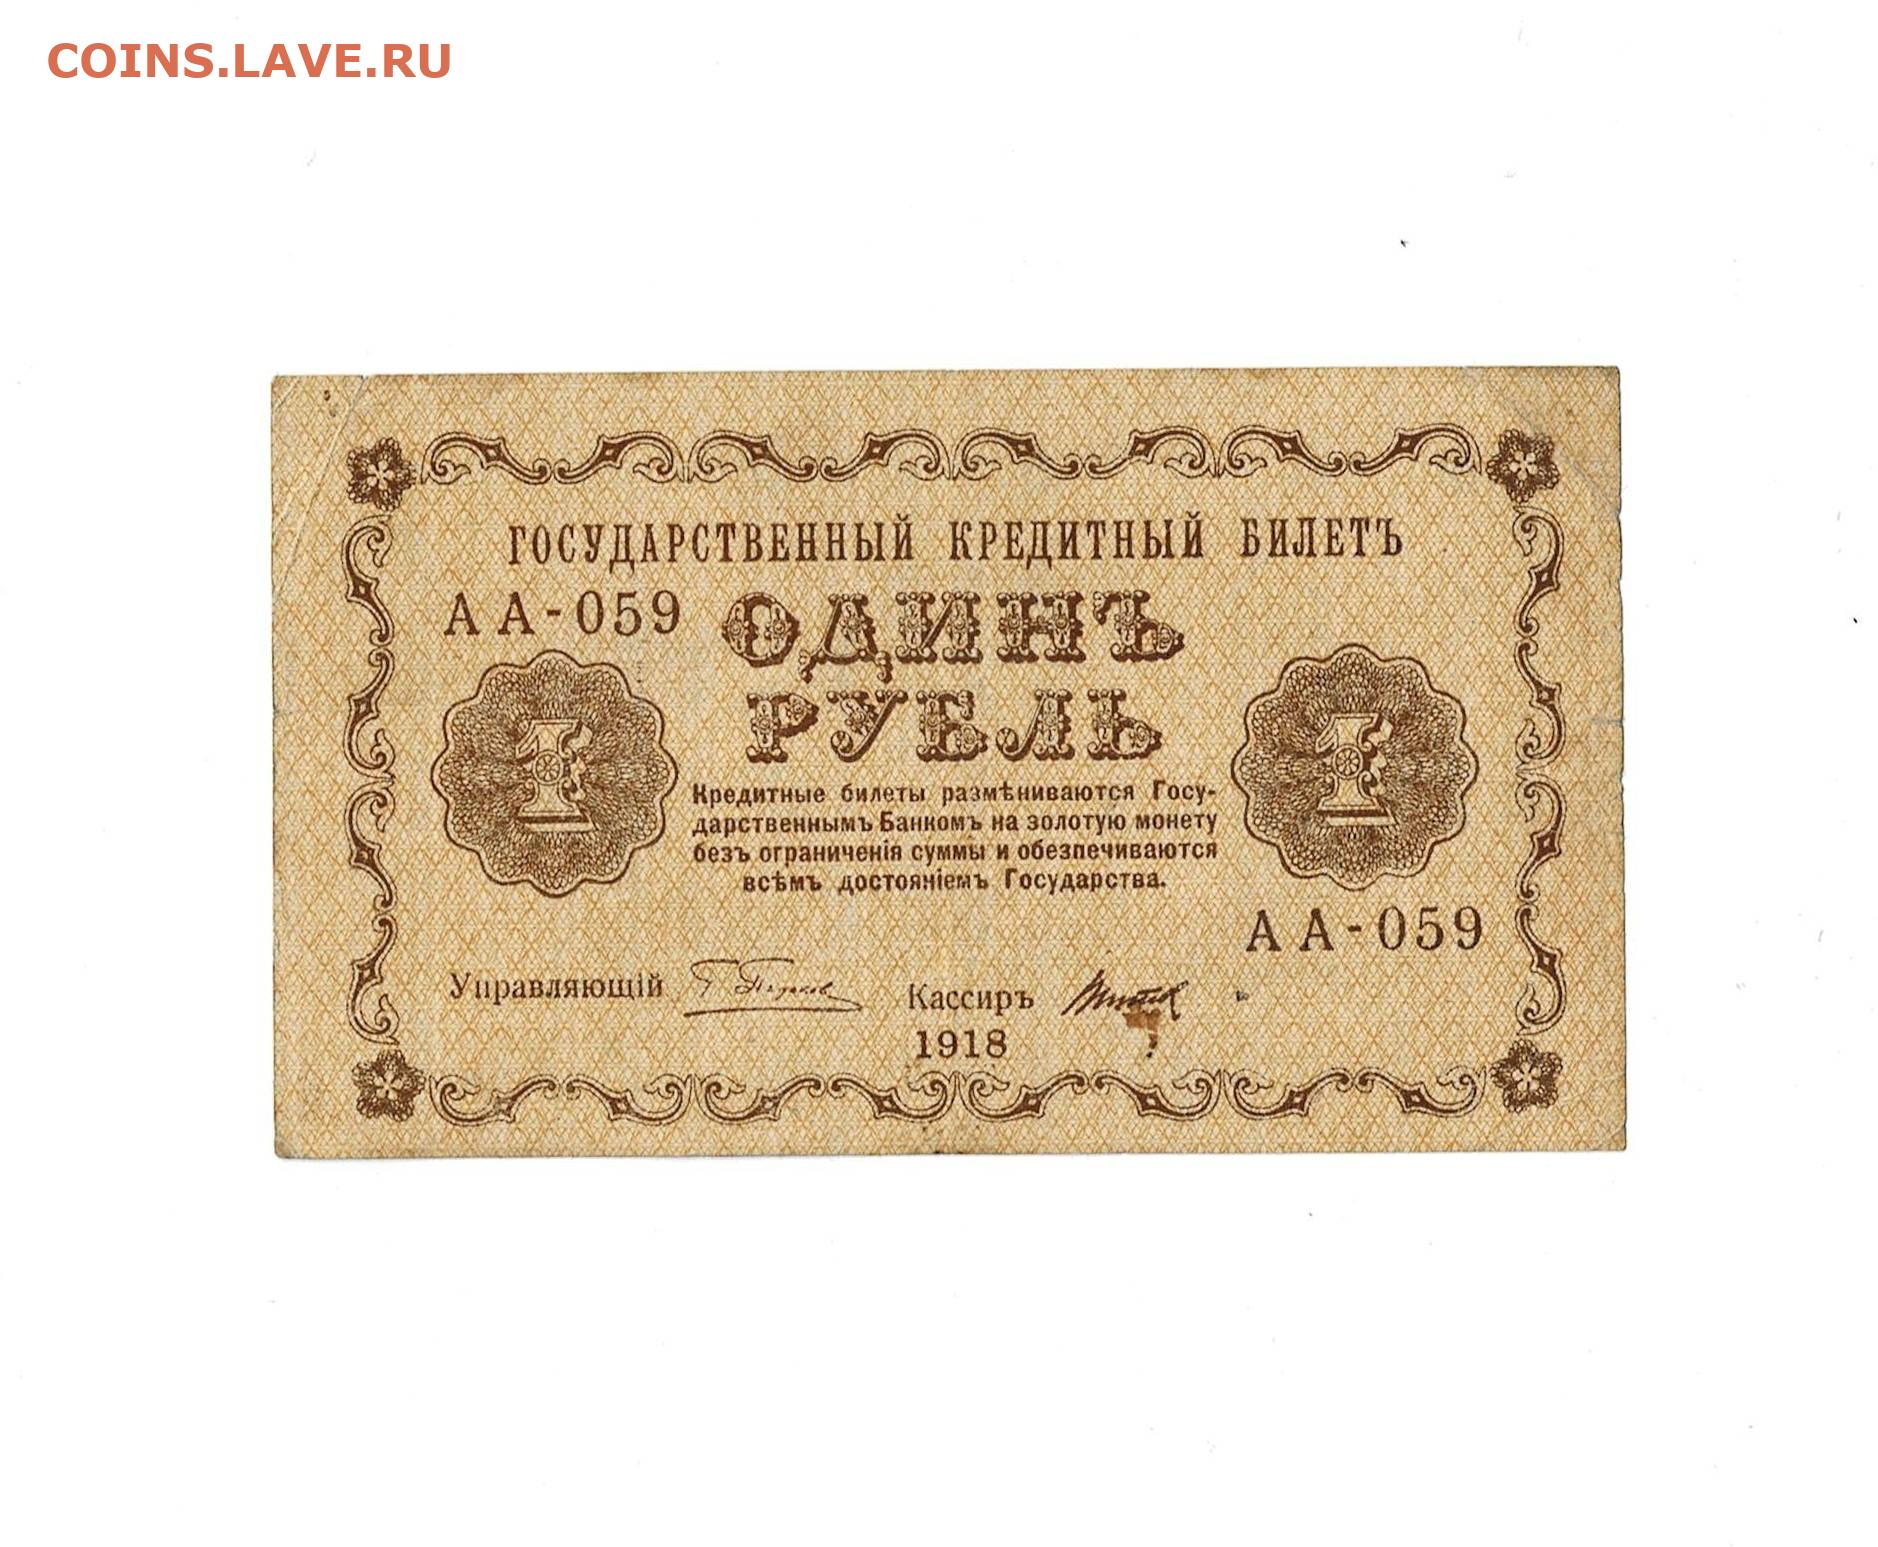 COINS.LAVE.RU
ГОСУДАРСТВЕННЫЙ КРЕДИТНЫЙ БИЛЕТЪ
АА-059
ОДИНЪ
РУБЛЬ
1
1
Кредитные билеты размѣниваются Госу-
дарственнымъ Банкомъ на золотую монету
безъ ограниченія суммы и обезпечиваются
всѣмъ достояніемъ Государства.
АА-059
Управляющій
Кассиръ
1918